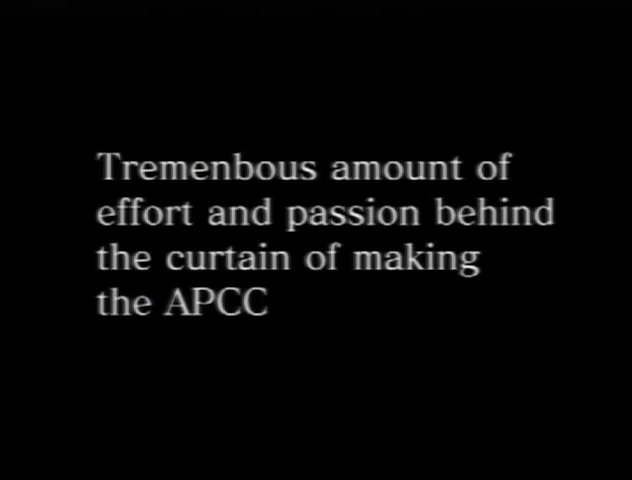 Tremenbous amount of
effort and passion behind
the curtain of making
the APCC